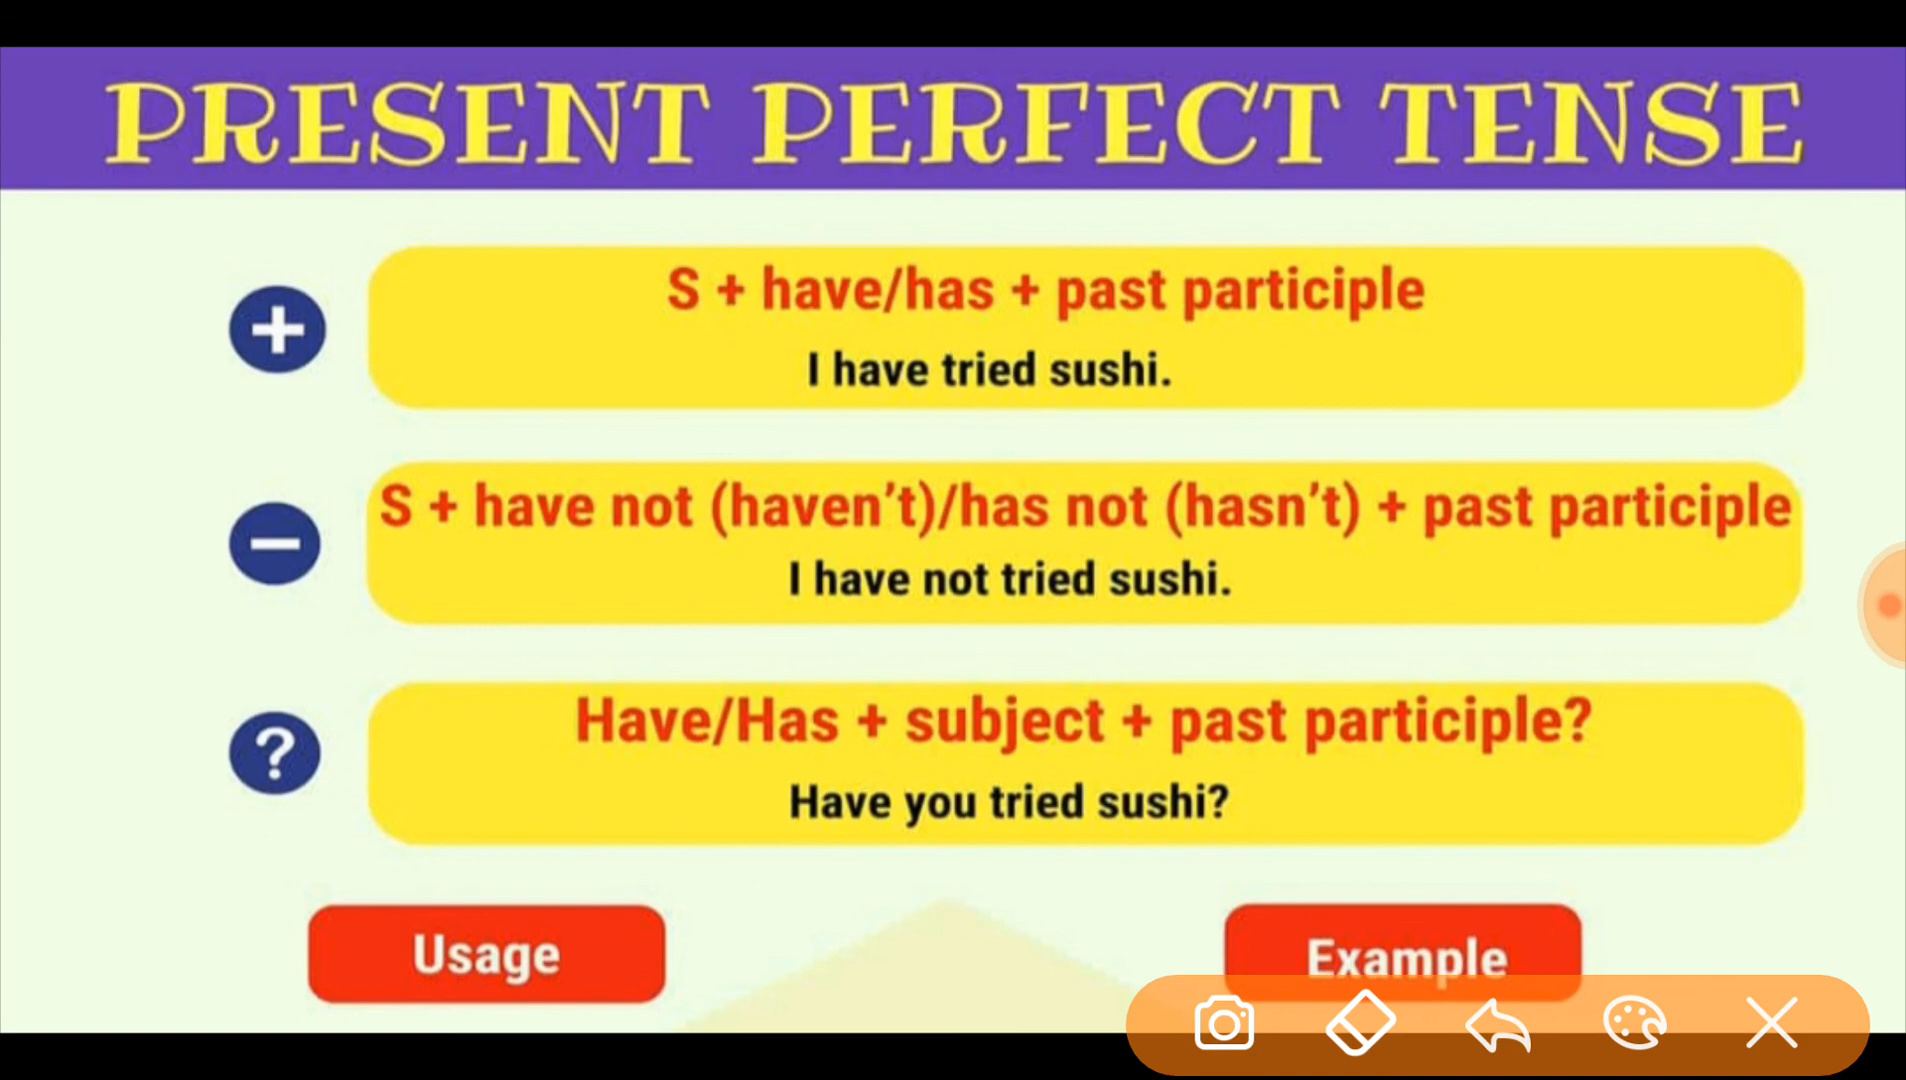 PRESENT PERFECT TENSE
S + have/has + past participle
I have tried sushi.
S + have not (haven’t)/has not (hasn’t) + past participle
I have not tried sushi.
Have/Has + subject + past participle?
Have you tried sushi?
Usage
Example